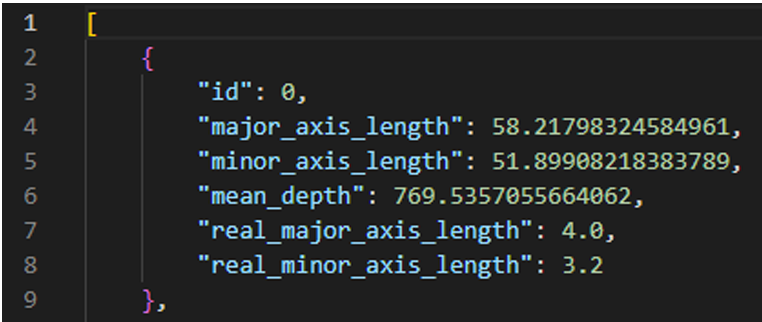 1 [
2 {
3 "id": 0,
4 "major_axis_length": 58.21798324584961,
5 "minor_axis_length": 51.89908218383789,
6 "mean_depth": 769.5357055664062,
7 "real_major_axis_length": 4.0,
8 "real_minor_axis_length": 3.2
9 },